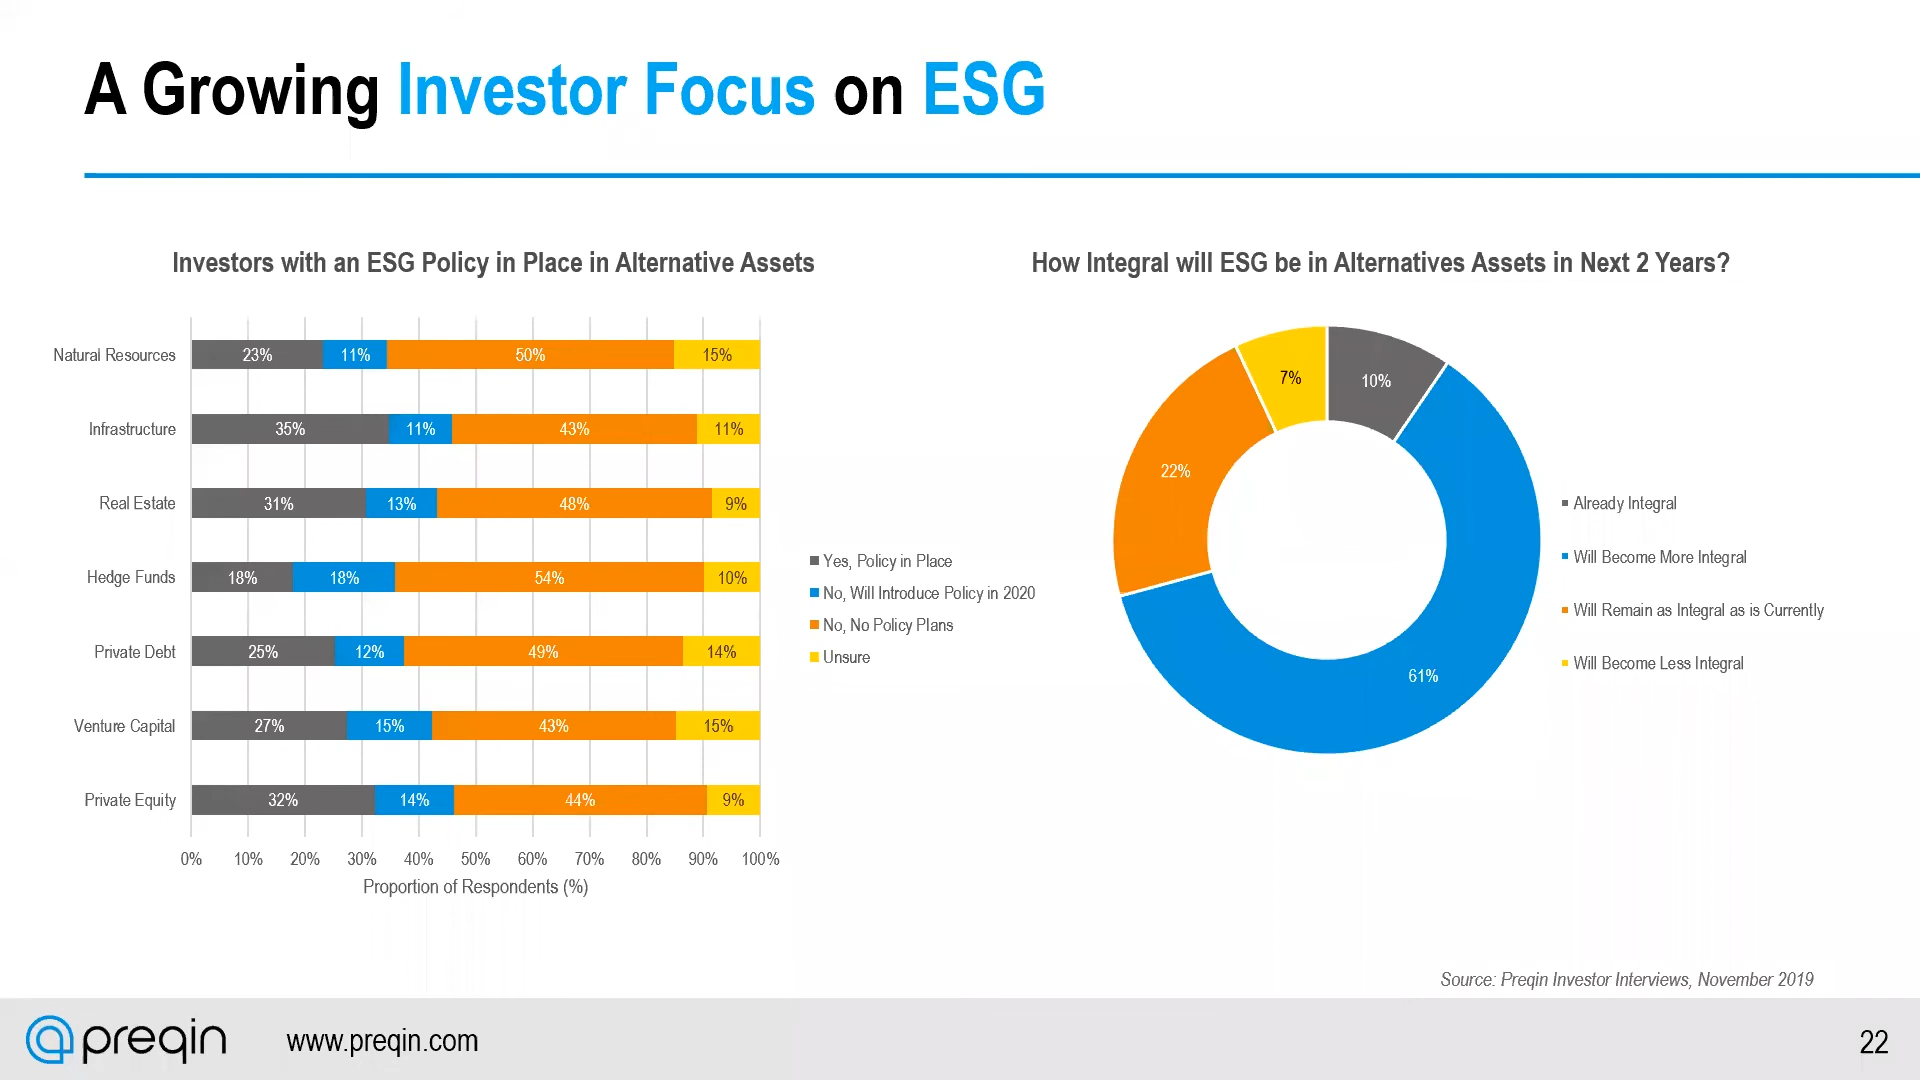 A Growing Investor Focus on ESG
Investors with an ESG Policy in Place in Alternative Assets
Natural Resources 23% 11% 50% 15%
Infrastructure 35% 11% 43% 11%
Real Estate 31% 13% 48% 9%
Hedge Funds 18% 18% 54% 10%
Private Debt 25% 12% 49% 14%
Venture Capital 27% 15% 43% 15%
Private Equity 32% 14% 44% 9%
0% 10% 20% 30% 40% 50% 60% 70% 80% 90% 100%
Proportion of Respondents (%)
Yes, Policy in Place
No, Will Introduce Policy in 2020
No, No Policy Plans
Unsure
How Integral will ESG be in Alternatives Assets in Next 2 Years?
7% 10%
22%
61%
Already Integral
Will Become More Integral
Will Remain as Integral as is Currently
Will Become Less Integral
Source: Preqin Investor Interviews, November 2019
preqin
www.preqin.com
22